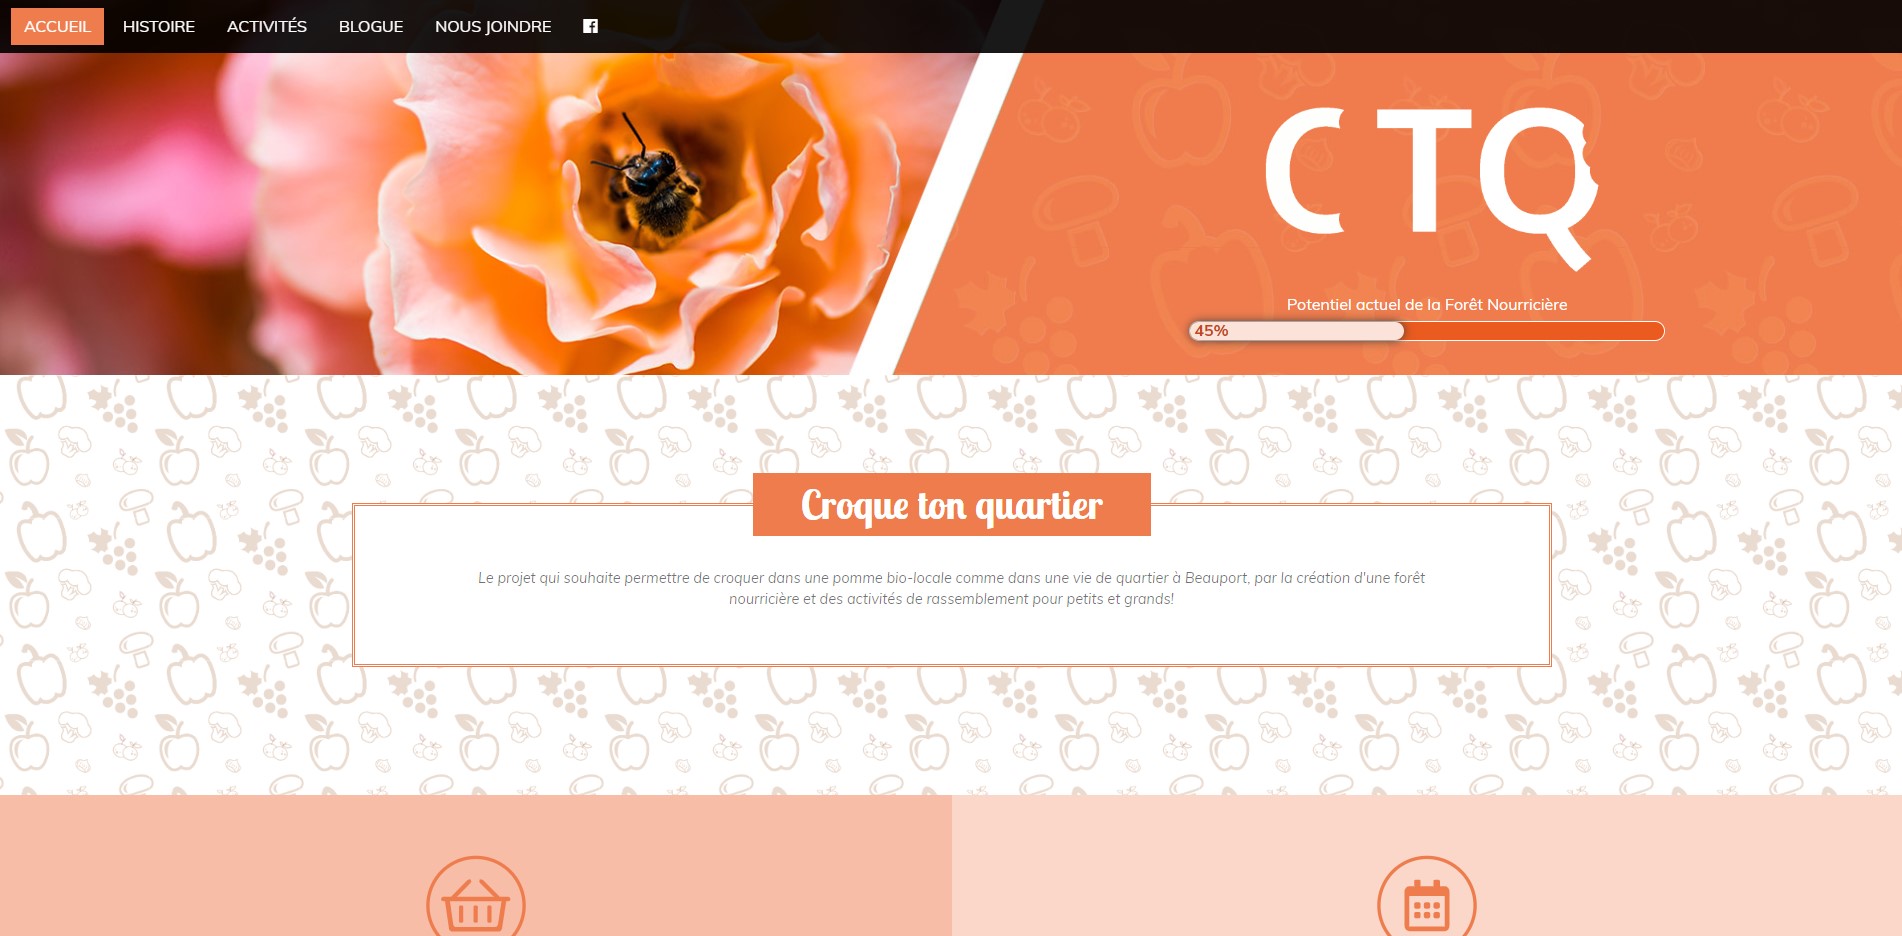 ACCUEIL HISTOIRE ACTIVITÉS BLOGUE NOUS JOINDRE
CTQ
Potentiel actuel de la Forêt Nourricière
45%
Croque ton quartier
Le projet qui souhaite permettre de croquer dans une pomme bio-locale comme dans une vie de quartier à Beauport, par la création d'une forêt
nourricière et des activités de rassemblement pour petits et grands!